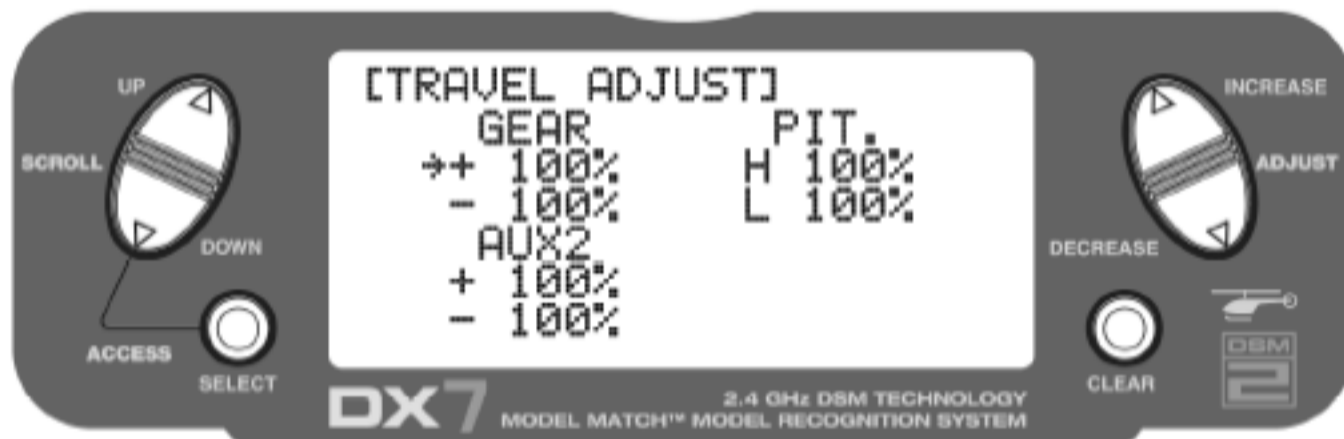 [TRAVEL ADJUST]
GEAR PIT.
→+ 100% H 100%
- 100% L 100%
AUX2
+ 100%
- 100%
UP
SCROLL
DOWN
ACCESS
SELECT
INCREASE
ADJUST
DECREASE
CLEAR
DSM
2
DX7
2.4 GHz DSM TECHNOLOGY
MODEL MATCH™ MODEL RECOGNITION SYSTEM